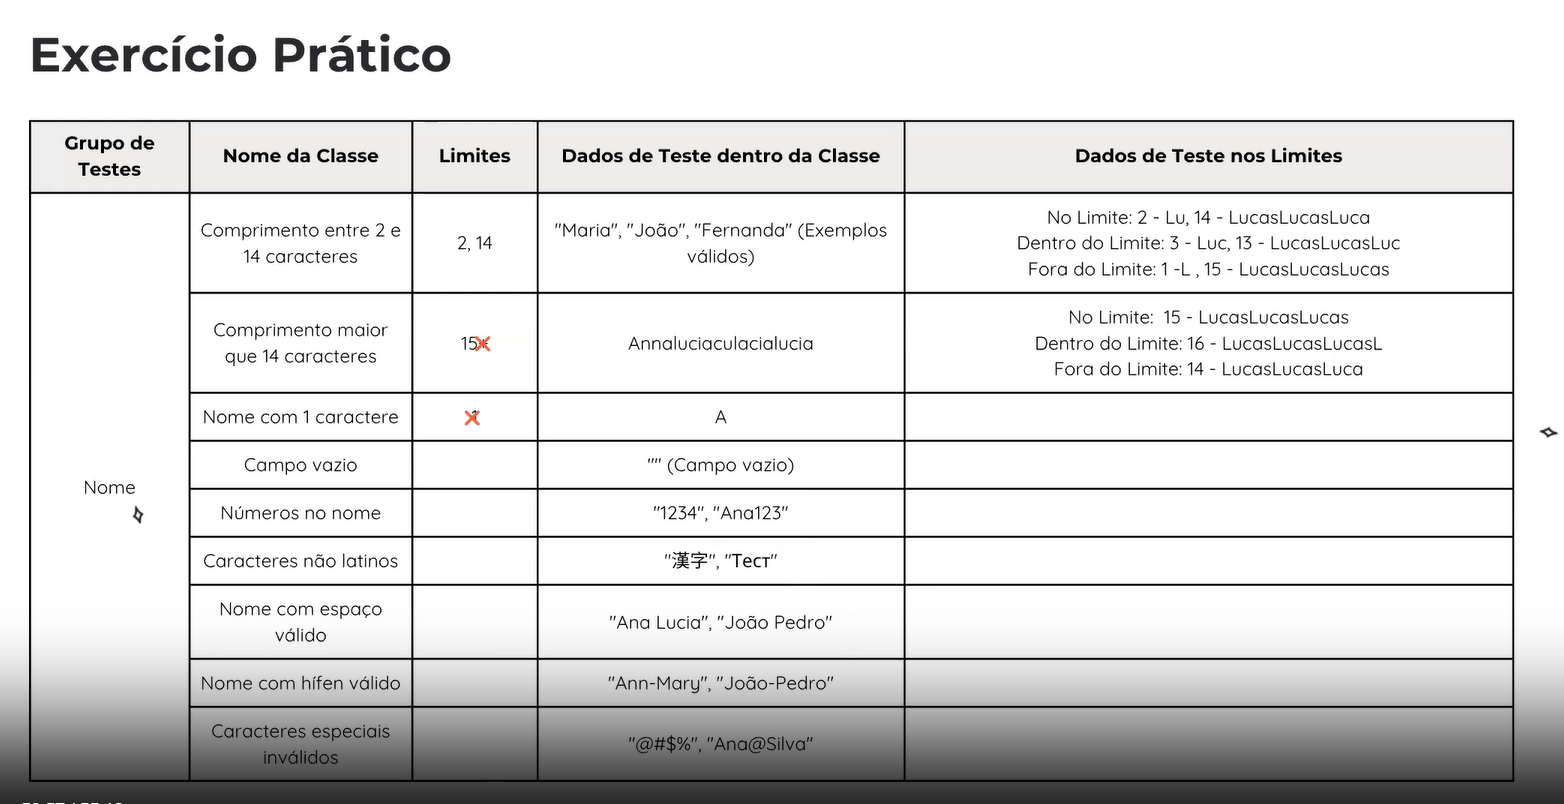 Exercício Prático
Grupo de
Testes
Nome da Classe
Limites
Dados de Teste dentro da Classe
Dados de Teste nos Limites
Nome
Comprimento entre 2 e
14 caracteres
2, 14
"Maria", "João", "Fernanda" (Exemplos
válidos)
No Limite: 2 - Lu, 14 - LucasLucasLuca
Dentro do Limite: 3 - Luc, 13 - LucasLucasLuc
Fora do Limite: 1 -L , 15 - LucasLucasLucas
Comprimento maior
que 14 caracteres
15
Annaluciaculacialucia
No Limite:  15 - LucasLucasLucas
Dentro do Limite: 16 - LucasLucasLucasL
Fora do Limite: 14 - LucasLucasLuca
Nome com 1 caractere
A
Campo vazio
"" (Campo vazio)
Números no nome
"1234", "Ana123"
Caracteres não latinos
"漢字", "Тест"
Nome com espaço
válido
"Ana Lucia", "João Pedro"
Nome com hífen válido
"Ann-Mary", "João-Pedro"
Caracteres especiais
inválidos
"@#$%", "Ana@Silva"